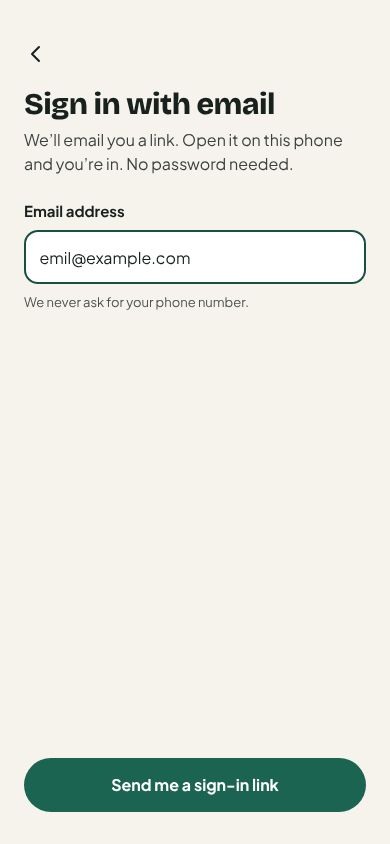 Sign in with email
We’ll email you a link. Open it on this phone
and you’re in. No password needed.
Email address
emil@example.com
We never ask for your phone number.
Send me a sign-in link